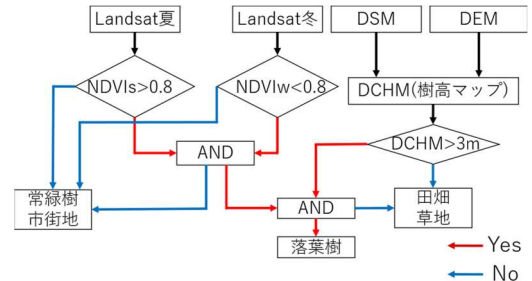 Landsat夏
Landsat冬
DSM
DEM
NDVIs>0.8
NDVIw<0.8
DCHM(樹高マップ)
DCHM>3m
AND
常緑樹
市街地
AND
田畑
草地
落葉樹
Yes
No